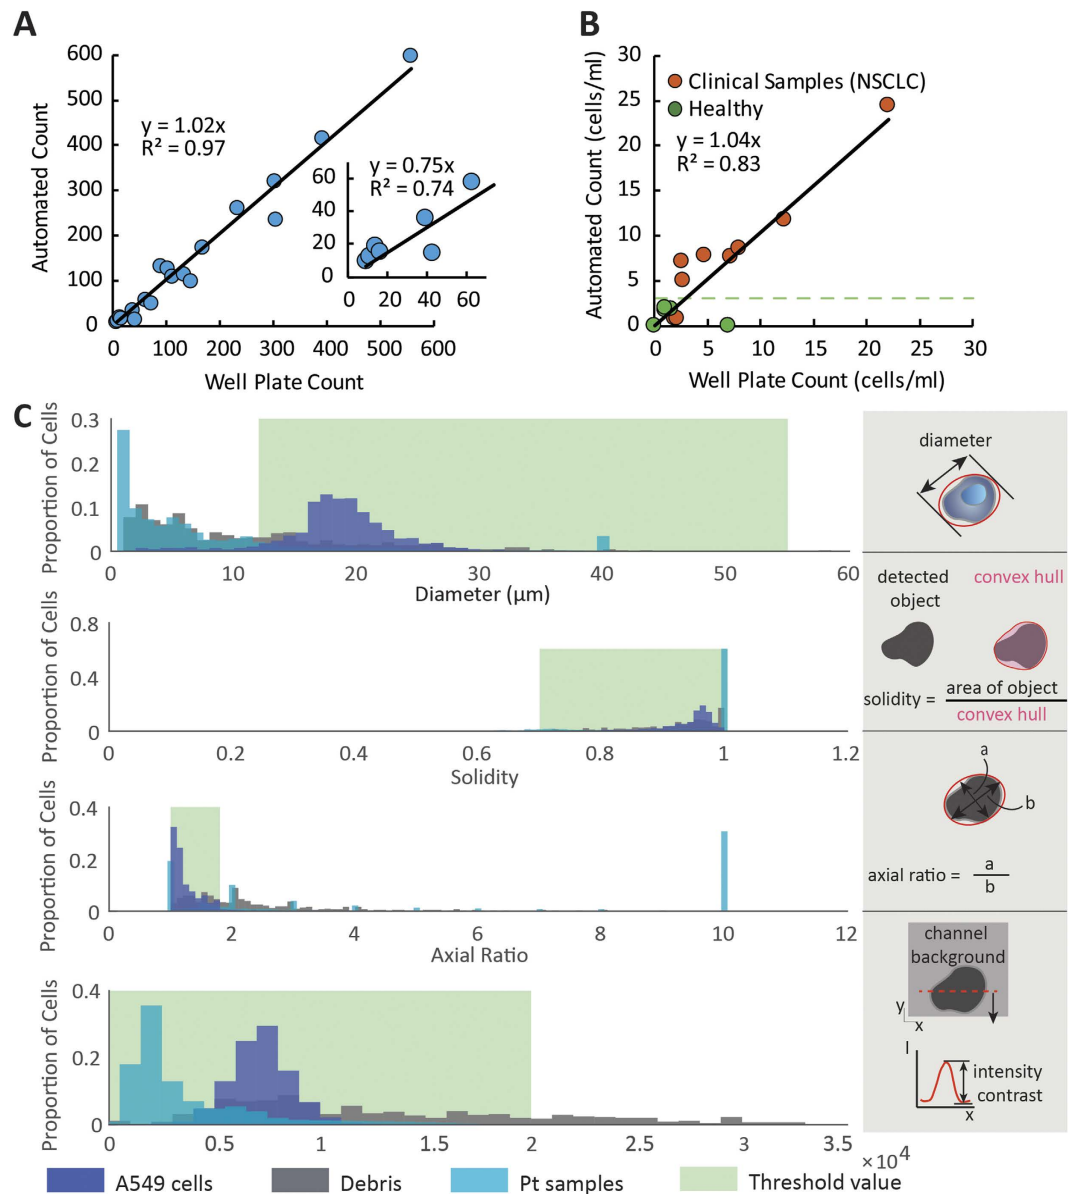 A
Automated Count
600
500
400
300
200
100
0
y = 1.02x
R² = 0.97
y = 0.75x
R² = 0.74
60
40
20
0
0 20 40 60
0 100 200 300 400 500 600
Well Plate Count
B
Automated Count (cells/ml)
30
25
20
15
10
5
0
Clinical Samples (NSCLC)
Healthy
y = 1.04x
R² = 0.83
0 5 10 15 20 25 30
Well Plate Count (cells/ml)
C
Proportion of Cells
0.3
0.2
0.1
0
0 10 20 30 40 50 60
Diameter (μm)
diameter
Proportion of Cells
0.8
0.4
0
0 0.2 0.4 0.6 0.8 1 1.2
Solidity
detected
object
convex hull
solidity =
area of object
convex hull
Proportion of Cells
0.4
0.2
0
0 2 4 6 8 10 12
Axial Ratio
a
b
axial ratio =
a
b
Proportion of Cells
0.4
0.2
0
0 0.5 1 1.5 2 2.5 3 3.5
×10⁴
channel
background
y
x
I
intensity
contrast
x
A549 cells
Debris
Pt samples
Threshold value